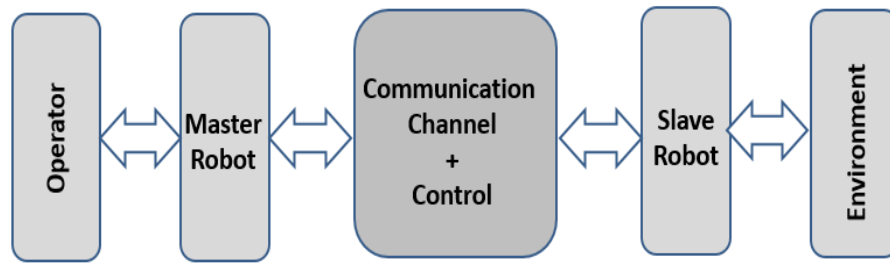 Operator
Master
Robot
Communication
Channel
+
Control
Slave
Robot
Environment